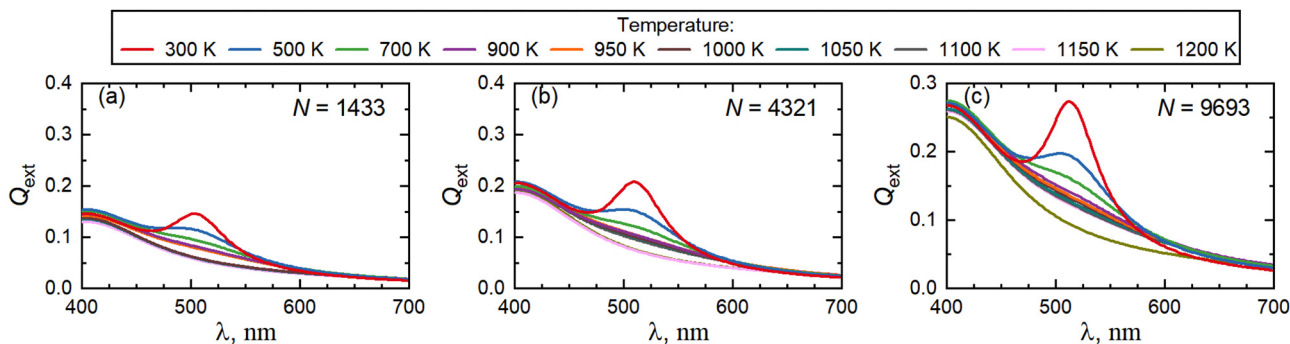 Temperature:
300 K 500 K 700 K 900 K 950 K 1000 K 1050 K 1100 K 1150 K 1200 K
(a) N = 1433
0.4
0.3
0.2
0.1
0.0
Qext
400 500 600 700
λ, nm
(b) N = 4321
0.4
0.3
0.2
0.1
0.0
Qext
400 500 600 700
λ, nm
(c) N = 9693
0.3
0.2
0.1
0.0
Qext
400 500 600 700
λ, nm